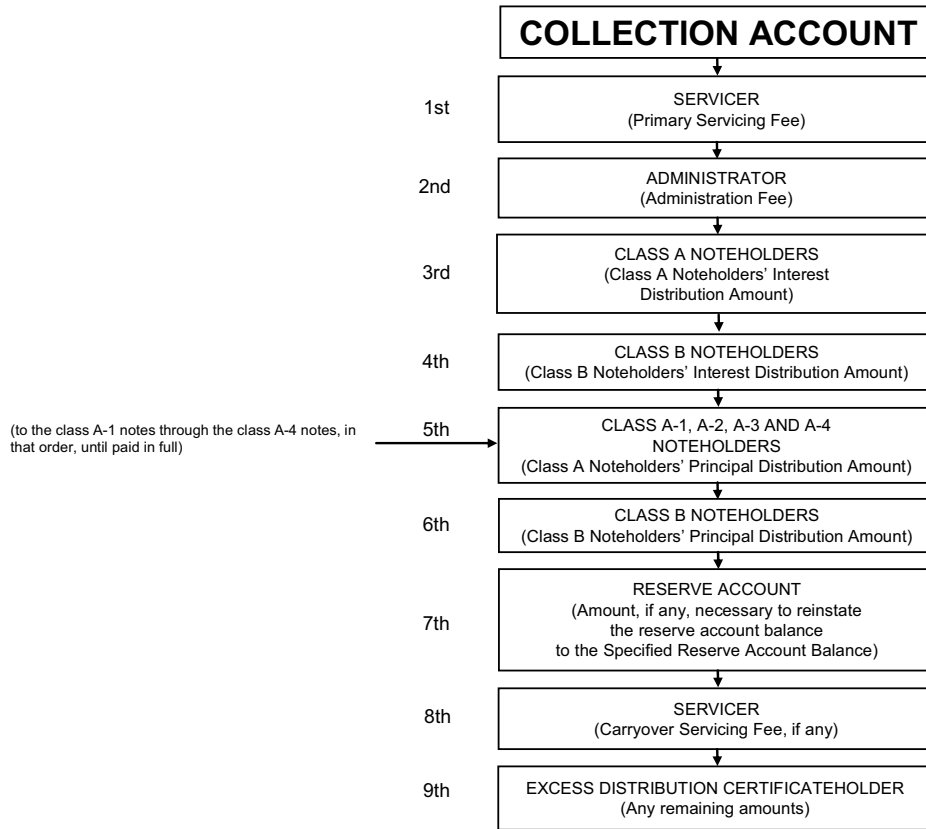 COLLECTION ACCOUNT
1st
SERVICER
(Primary Servicing Fee)
2nd
ADMINISTRATOR
(Administration Fee)
3rd
CLASS A NOTEHOLDERS
(Class A Noteholders’ Interest
Distribution Amount)
4th
CLASS B NOTEHOLDERS
(Class B Noteholders’ Interest Distribution Amount)
(to the class A-1 notes through the class A-4 notes, in
that order, until paid in full)
5th
CLASS A-1, A-2, A-3 AND A-4
NOTEHOLDERS
(Class A Noteholders’ Principal Distribution Amount)
6th
CLASS B NOTEHOLDERS
(Class B Noteholders’ Principal Distribution Amount)
7th
RESERVE ACCOUNT
(Amount, if any, necessary to reinstate
the reserve account balance
to the Specified Reserve Account Balance)
8th
SERVICER
(Carryover Servicing Fee, if any)
9th
EXCESS DISTRIBUTION CERTIFICATEHOLDER
(Any remaining amounts)